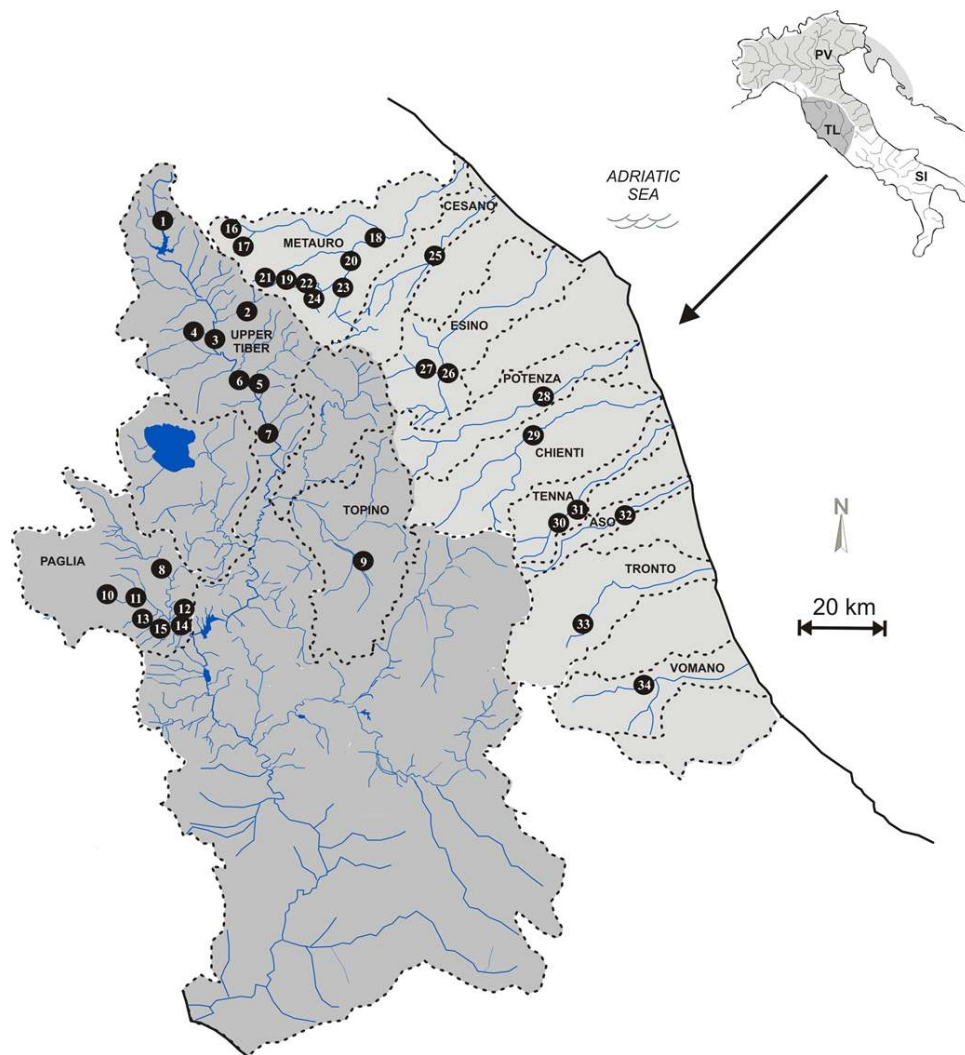 PV
TL
SI
ADRIATIC
SEA
CESANO
1
16
17
METAURO
18
20
25
21
19
22
23
24
2
4
3
UPPER
TIBER
ESINO
6
5
27
26
POTENZA
28
7
29
CHIENTI
TENNA
31
30
ASO
32
TOPINO
N
9
PAGLIA
8
TRONTO
10
11
12
13
15
14
20 km
33
VOMANO
34